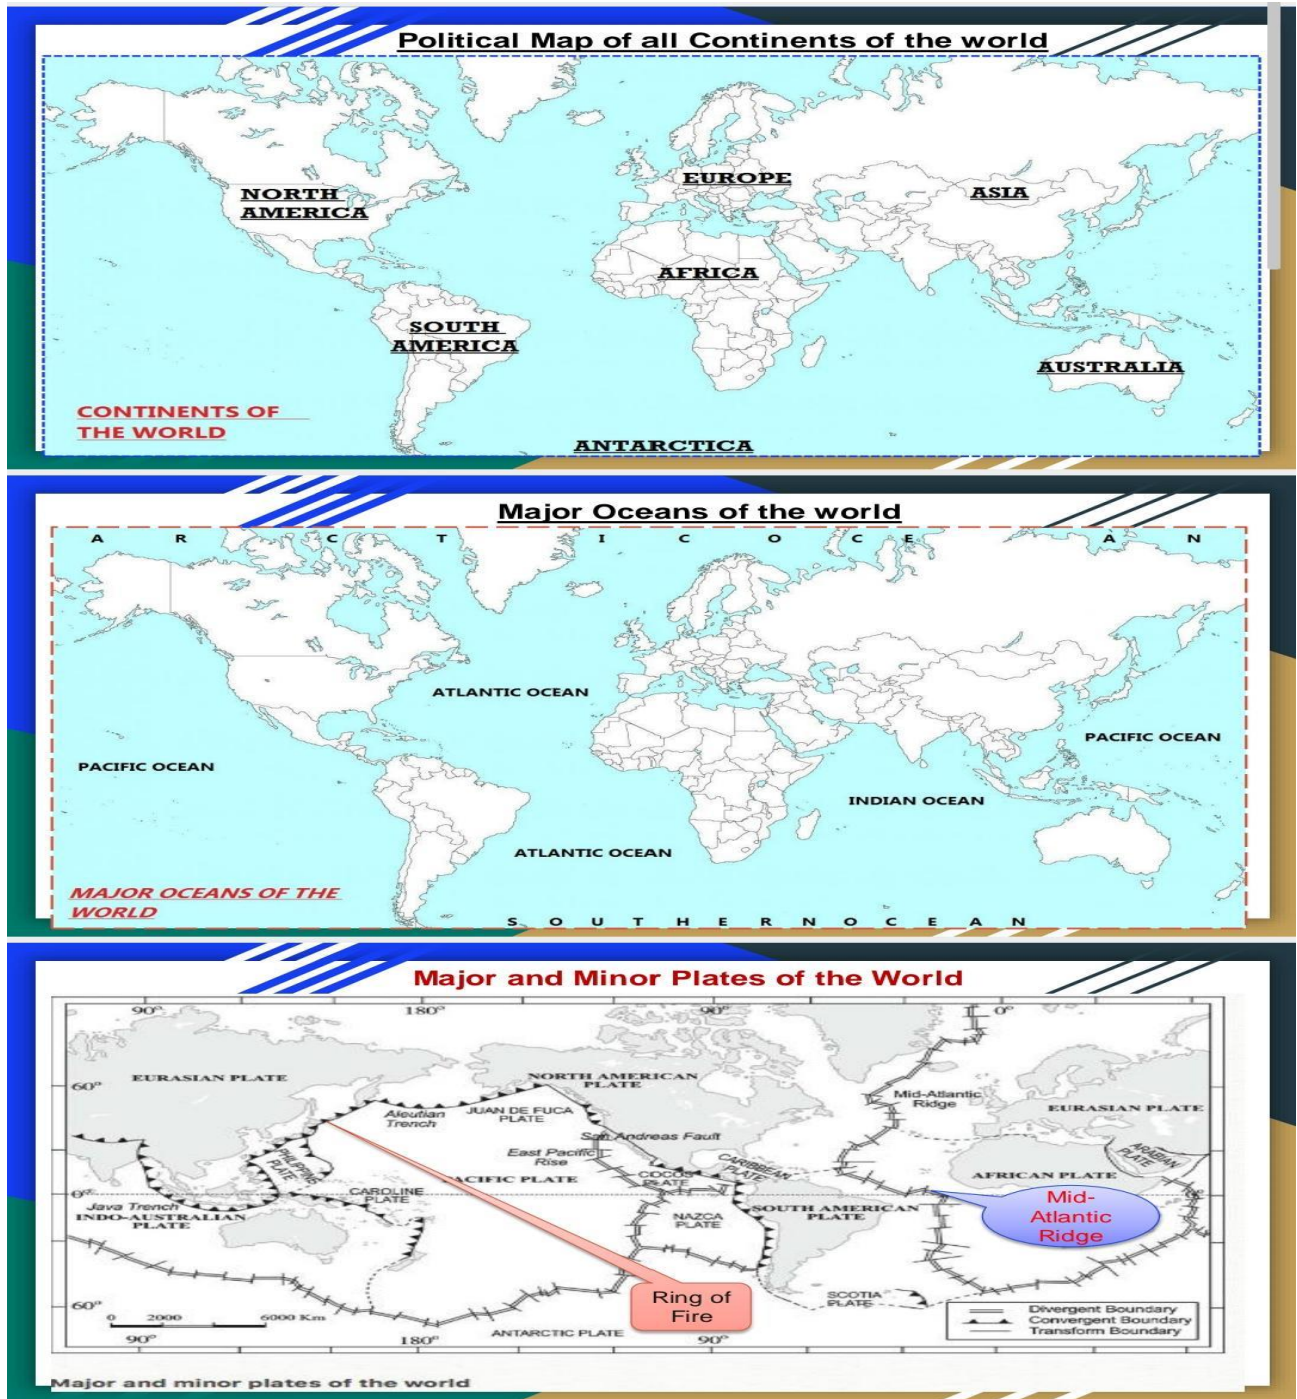 Political Map of all Continents of the world
NORTH
AMERICA
EUROPE
ASIA
AFRICA
SOUTH
AMERICA
AUSTRALIA
CONTINENTS OF
THE WORLD
ANTARCTICA
Major Oceans of the world
A R C T I C O C E A N
ATLANTIC OCEAN
PACIFIC OCEAN
PACIFIC OCEAN
INDIAN OCEAN
ATLANTIC OCEAN
MAJOR OCEANS OF THE
WORLD
S O U T H E R N O C E A N
Major and Minor Plates of the World
90° 180° 90° 0°
60°
EURASIAN PLATE
NORTH AMERICAN
PLATE
Aleutian
Trench
JUAN DE FUCA
PLATE
Mid-Atlantic
Ridge
EURASIAN PLATE
San Andreas Fault
East Pacific
Rise
PHILIPPINE
PLATE
CARIBBEAN
PLATE
ARABIAN
PLATE
COCOS
PLATE
PACIFIC PLATE
AFRICAN PLATE
CAROLINE
PLATE
0°
Java Trench
INDO-AUSTRALIAN
PLATE
NAZCA
PLATE
SOUTH AMERICAN
PLATE
Mid-
Atlantic
Ridge
Ring of
Fire
SCOTIA
PLATE
60°
0 2000 6000 Km
ANTARCTIC PLATE
Divergent Boundary
Convergent Boundary
Transform Boundary
90° 180° 90°
Major and minor plates of the world